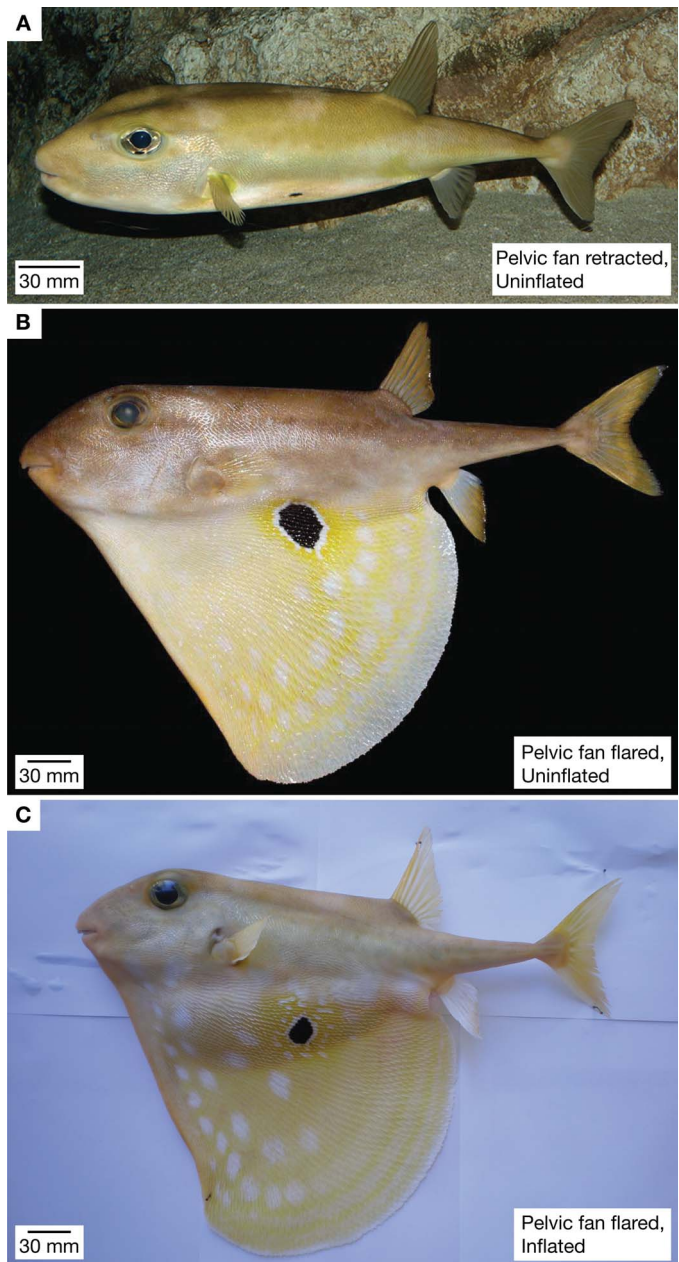 A
30 mm
Pelvic fan retracted,
Uninflated
B
30 mm
Pelvic fan flared,
Uninflated
C
30 mm
Pelvic fan flared,
Inflated